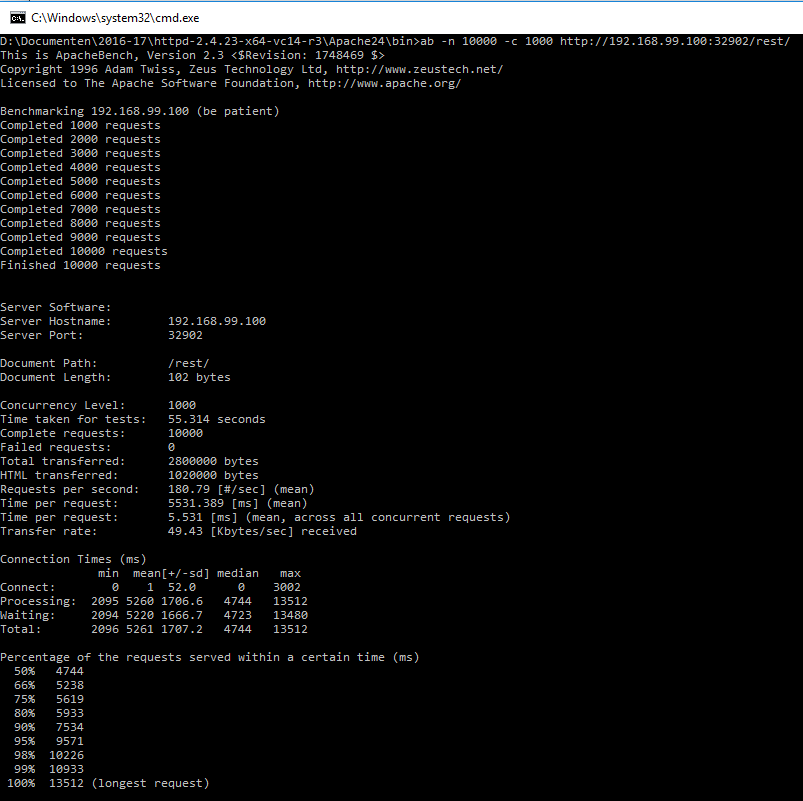 C:\Windows\system32\cmd.exe
D:\Documenten\2016-17\httpd-2.4.23-x64-vc14-r3\Apache24\bin>ab -n 10000 -c 1000 http://192.168.99.100:32902/rest/
This is ApacheBench, Version 2.3 <$Revision: 1748469 $>
Copyright 1996 Adam Twiss, Zeus Technology Ltd, http://www.zeustech.net/
Licensed to The Apache Software Foundation, http://www.apache.org/
Benchmarking 192.168.99.100 (be patient)
Completed 1000 requests
Completed 2000 requests
Completed 3000 requests
Completed 4000 requests
Completed 5000 requests
Completed 6000 requests
Completed 7000 requests
Completed 8000 requests
Completed 9000 requests
Completed 10000 requests
Finished 10000 requests
Server Software:
Server Hostname: 192.168.99.100
Server Port: 32902
Document Path: /rest/
Document Length: 102 bytes
Concurrency Level: 1000
Time taken for tests: 55.314 seconds
Complete requests: 10000
Failed requests: 0
Total transferred: 2800000 bytes
HTML transferred: 1020000 bytes
Requests per second: 180.79 [#/sec] (mean)
Time per request: 5531.389 [ms] (mean)
Time per request: 5.531 [ms] (mean, across all concurrent requests)
Transfer rate: 49.43 [Kbytes/sec] received
Connection Times (ms)
min mean[+/-sd] median max
Connect: 0 1 52.0 0 3002
Processing: 2095 5260 1706.6 4744 13512
Waiting: 2094 5220 1666.7 4723 13480
Total: 2096 5261 1707.2 4744 13512
Percentage of the requests served within a certain time (ms)
50% 4744
66% 5238
75% 5619
80% 5933
90% 7534
95% 9571
98% 10226
99% 10933
100% 13512 (longest request)